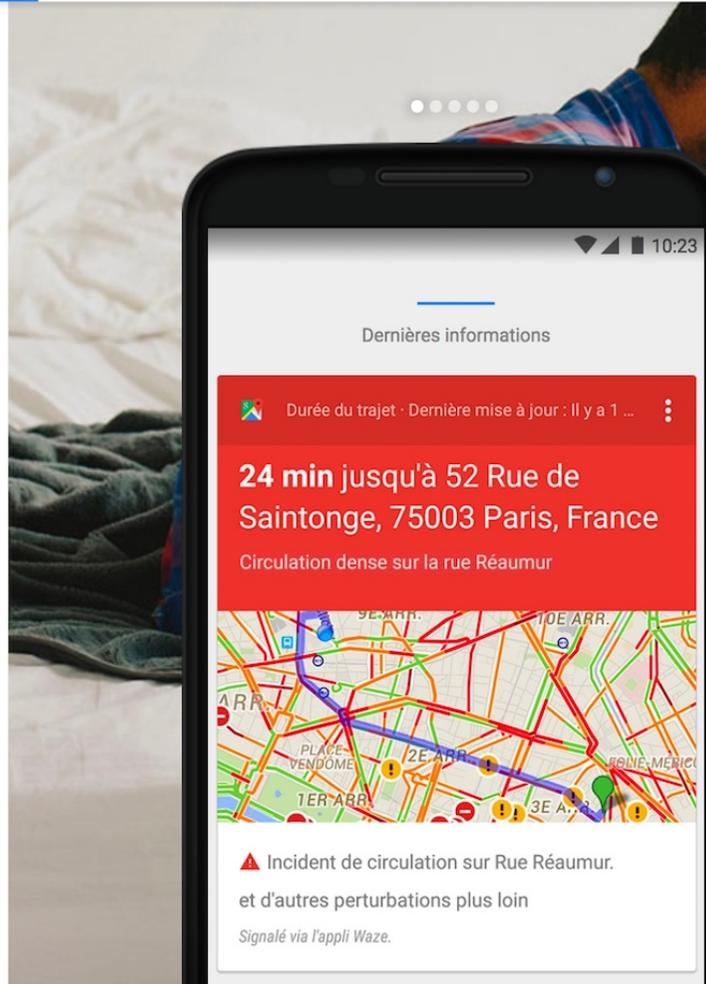 10:23
Dernières informations
Durée du trajet · Dernière mise à jour : Il y a 1 ...
24 min jusqu'à 52 Rue de
Saintonge, 75003 Paris, France
Circulation dense sur la rue Réaumur
9E ARR.
10E ARR.
ARR.
PLACE
VENDÔME
2E ARR.
FOLIE-MÉRIC
1ER ARR.
3E A
Incident de circulation sur Rue Réaumur.
et d'autres perturbations plus loin
Signalé via l'appli Waze.